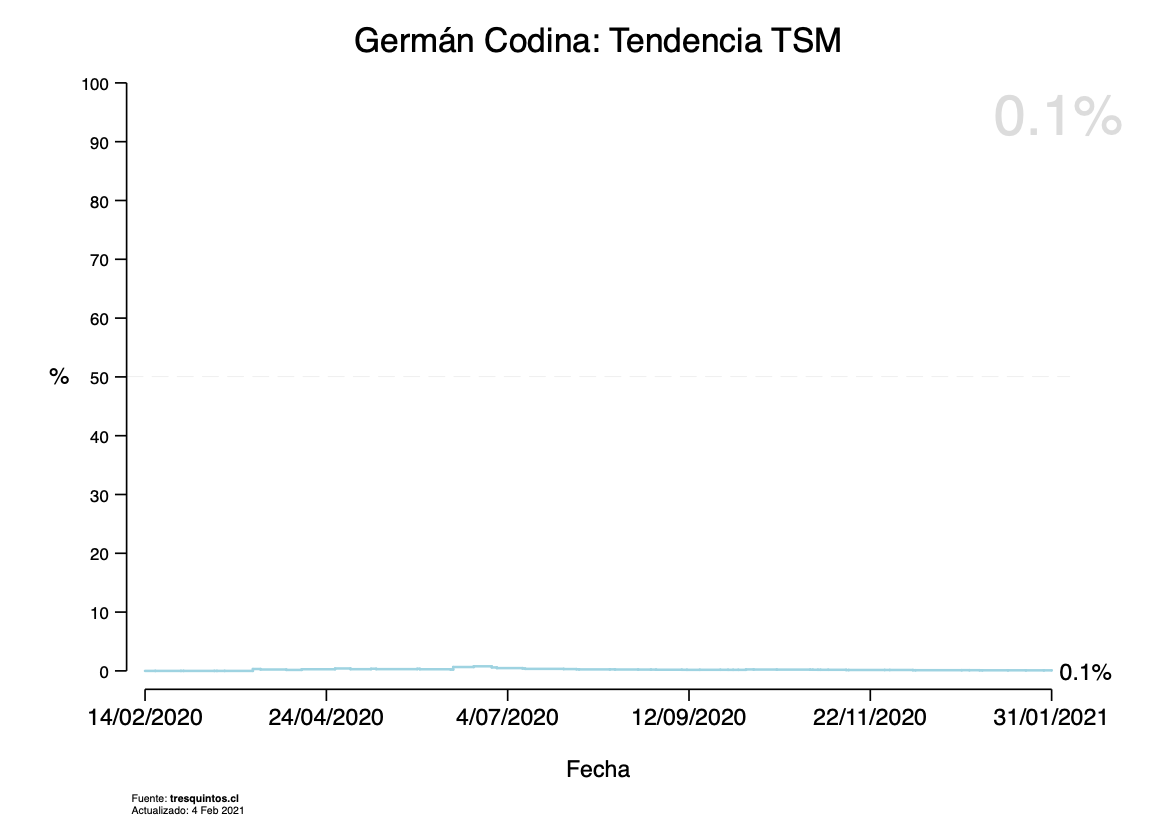 Germán Codina: Tendencia TSM
0.1%
100
90
80
70
60
% 50
40
30
20
10
0
0.1%
14/02/2020 24/04/2020 4/07/2020 12/09/2020 22/11/2020 31/01/2021
Fecha
Fuente: tresquintos.cl
Actualizado: 4 Feb 2021